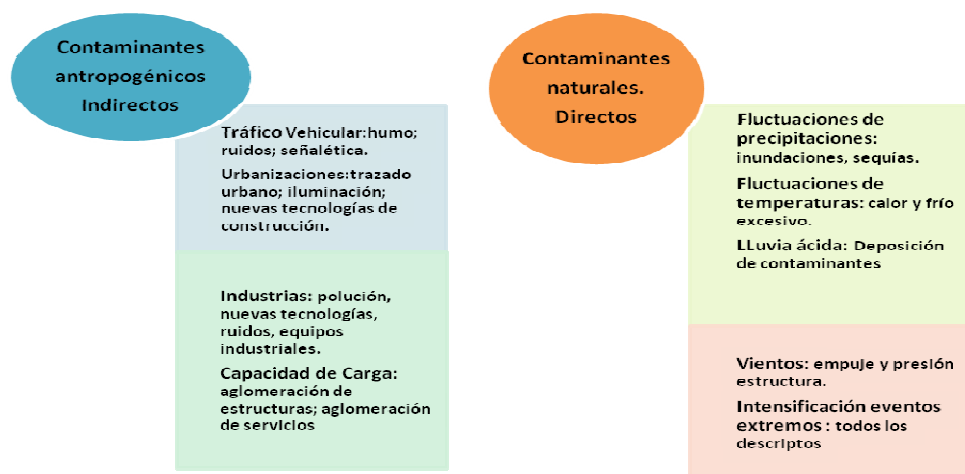 Contaminantes
antropogénicos
Indirectos
Tráfico Vehicular:humo;
ruidos; señalética.
Urbanizaciones:trazado
urbano; iluminación;
nuevas tecnologías de
construcción.
Industrias: polución,
nuevas tecnologías,
ruidos, equipos
industriales.
Capacidad de Carga:
aglomeración de
estructuras; aglomeración
de servicios
Contaminantes
naturales.
Directos
Fluctuaciones de
precipitaciones:
inundaciones, sequías.
Fluctuaciones de
temperaturas: calor y frío
excesivo.
LLuvia ácida: Deposición
de contaminantes
Vientos: empuje y presión
estructura.
Intensificación eventos
extremos : todos los
descriptos